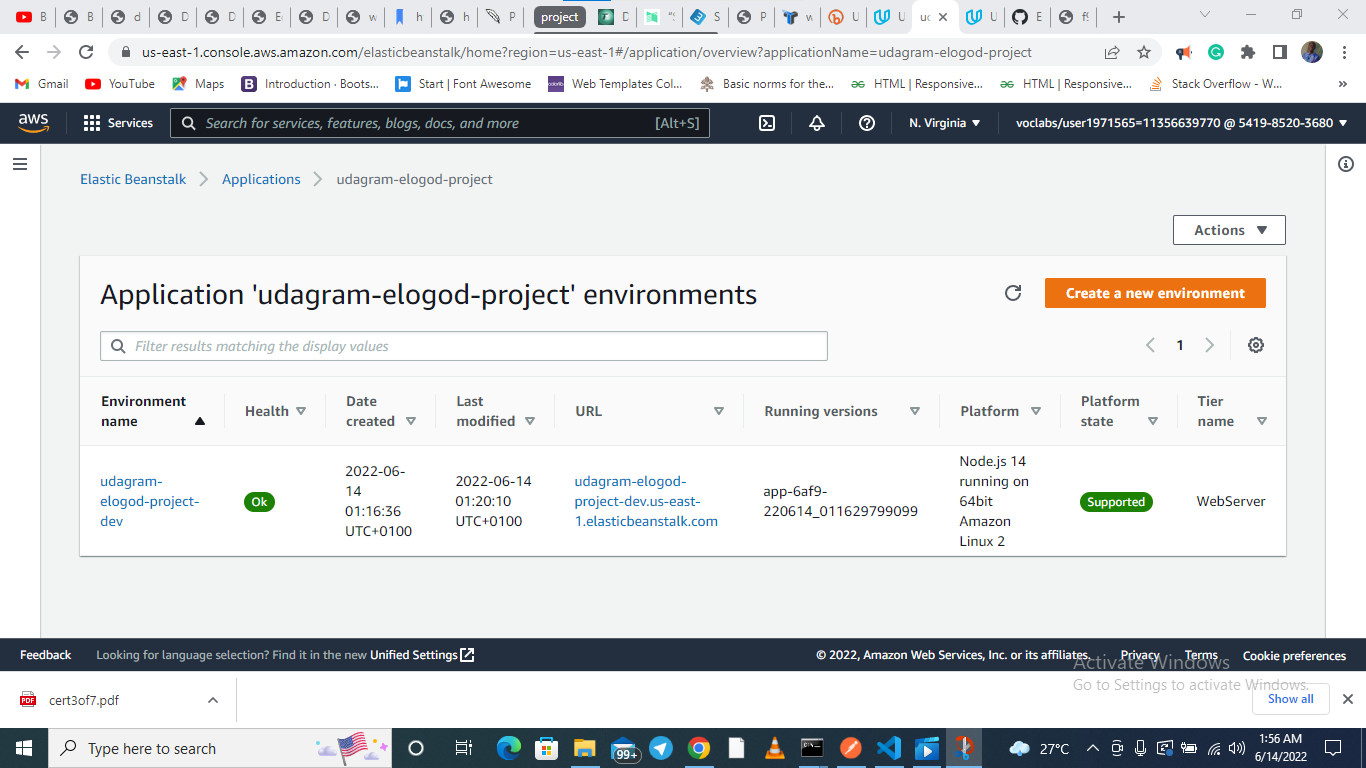 B
d
D
D
E
D
w
h
h
P
project
D
"S
S
P
w
U
U
uc
U
E
f9
us-east-1.console.aws.amazon.com/elasticbeanstalk/home?region=us-east-1#/application/overview?applicationName=udagram-elogod-project
Gmail
YouTube
Maps
Introduction · Boots...
Start | Font Awesome
Web Templates Col...
Basic norms for the...
HTML | Responsive...
HTML | Responsive...
Stack Overflow - W...
aws
Services
Search for services, features, blogs, docs, and more
[Alt+S]
N. Virginia
voclabs/user1971565=11356639770 @ 5419-8520-3680
Elastic Beanstalk
Applications
udagram-elogod-project
Actions
Application 'udagram-elogod-project' environments
Create a new environment
Filter results matching the display values
1
Environment
name
Health
Date
created
Last
modified
URL
Running versions
Platform
Platform
state
Tier
name
udagram-
elogod-project-
dev
Ok
2022-06-
14
01:16:36
UTC+0100
2022-06-14
01:20:10
UTC+0100
udagram-elogod-
project-dev.us-east-
1.elasticbeanstalk.com
app-6af9-
220614_011629799099
Node.js 14
running on
64bit
Amazon
Linux 2
Supported
WebServer
Feedback
Looking for language selection? Find it in the new Unified Settings
© 2022, Amazon Web Services, Inc. or its affiliates.
Privacy
Terms
Cookie preferences
Activate Windows
Go to Settings to activate Windows.
PDF
cert3of7.pdf
Show all
Type here to search
99+
27°C
1:56 AM
6/14/2022